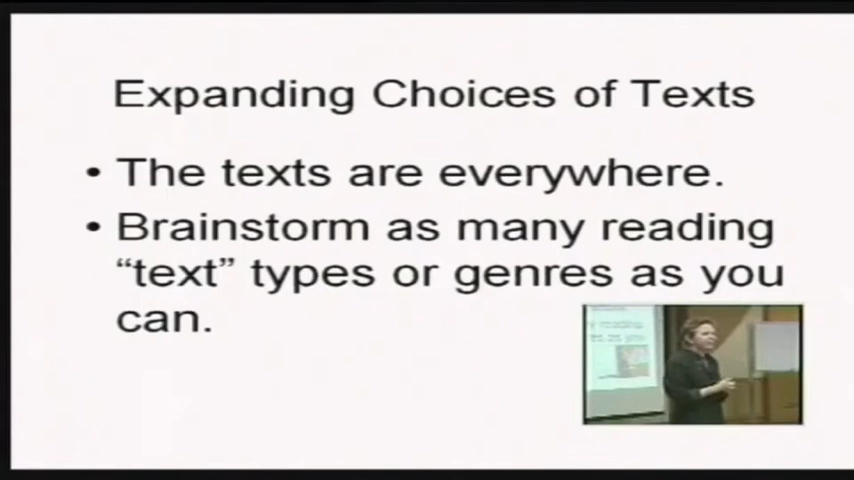 Expanding Choices of Texts
• The texts are everywhere.
• Brainstorm as many reading
“text” types or genres as you
can.